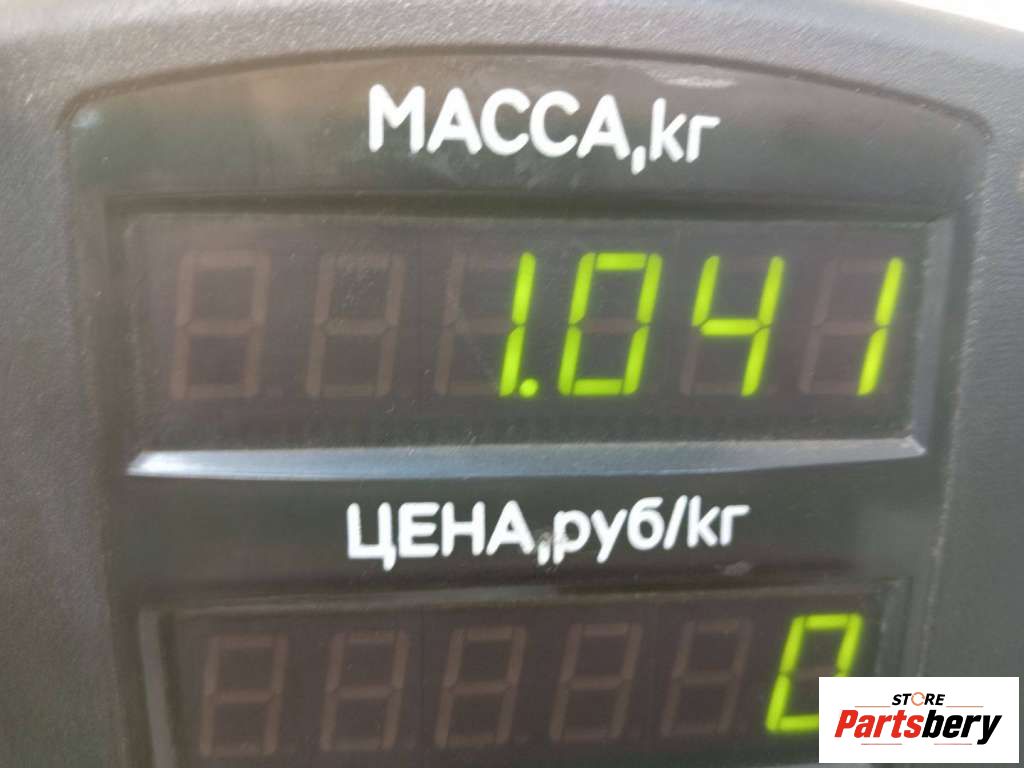 МАССА,кг
1.041
ЦЕНА,руб/кг
0
STORE
Partsbery